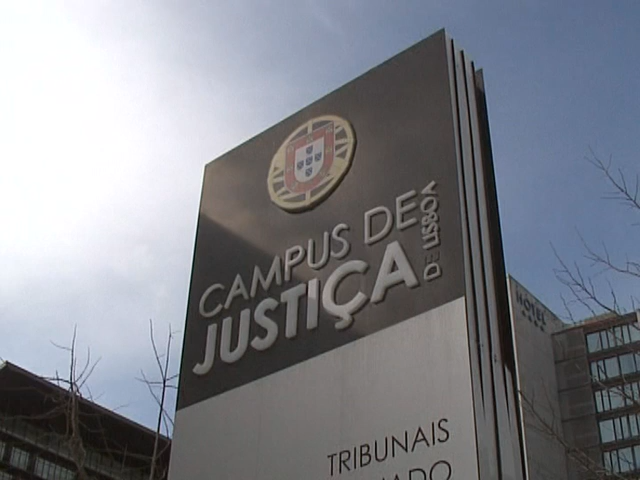 CAMPUS DE
JUSTIÇA
DE LISBOA
TRIBUNAIS
HOTEL